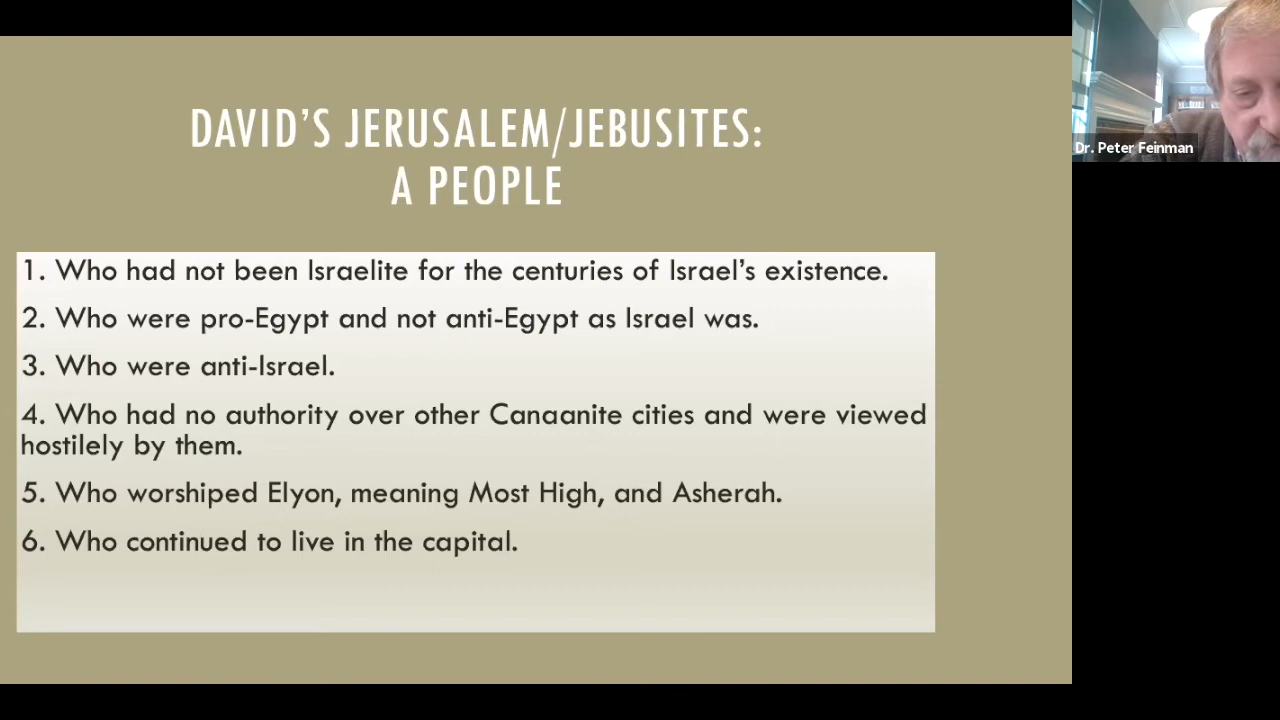 DAVID'S JERUSALEM/JEBUSITES:
A PEOPLE
1. Who had not been Israelite for the centuries of Israel's existence.
2. Who were pro-Egypt and not anti-Egypt as Israel was.
3. Who were anti-Israel.
4. Who had no authority over other Canaanite cities and were viewed
hostilely by them.
5. Who worshiped Elyon, meaning Most High, and Asherah.
6. Who continued to live in the capital.
Dr. Peter Feinman